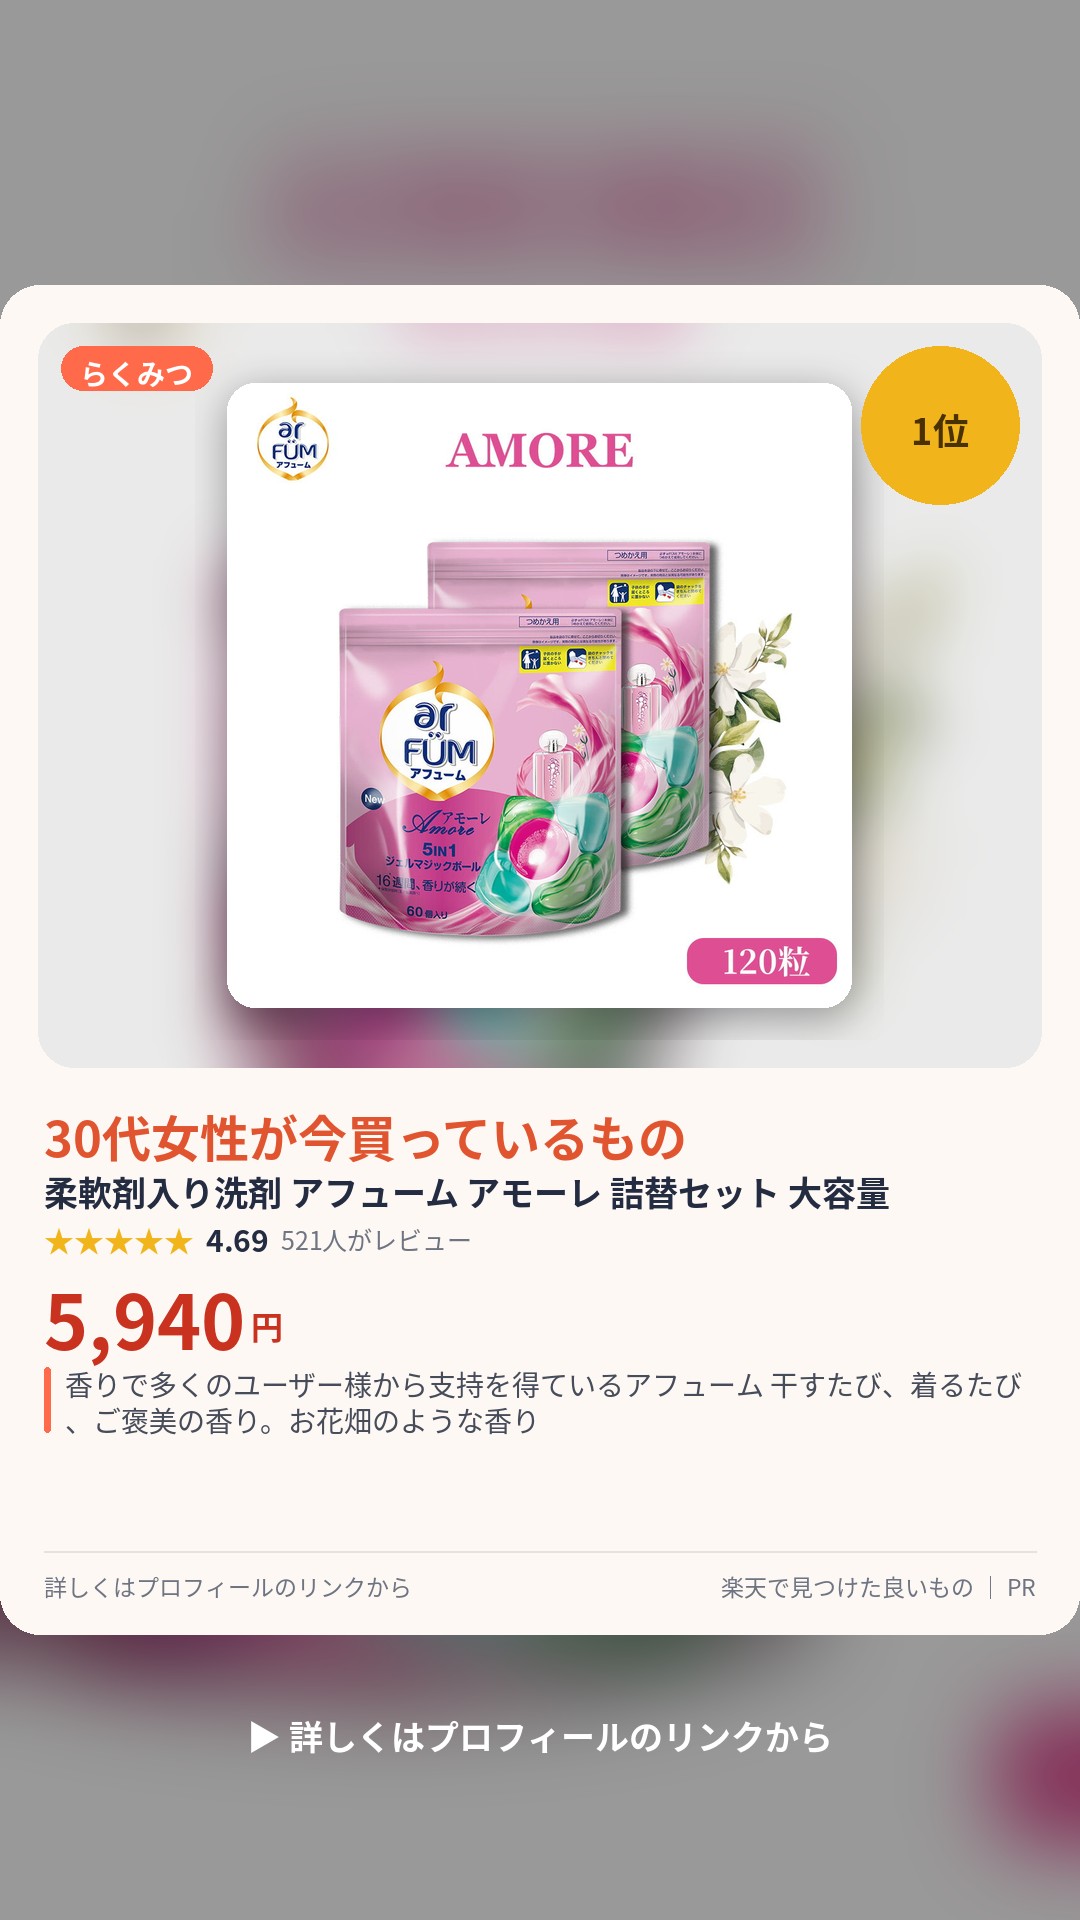 らくみつ
1位
ar
FÜM
アフューム
AMORE
つめかえ用
つめかえ用
ar
FÜM
アフューム
New
アモーレ
Amore
5IN1
ジェルマジックボール
16週間、香りが続く
60個入り
120粒
30代女性が今買っているもの
柔軟剤入り洗剤 アフューム アモーレ 詰替セット 大容量
★★★★★ 4.69 521人がレビュー
5,940円
香りで多くのユーザー様から支持を得ているアフューム 干すたび、着るたび
、ご褒美の香り。お花畑のような香り
詳しくはプロフィールのリンクから
楽天で見つけた良いもの | PR
▶ 詳しくはプロフィールのリンクから